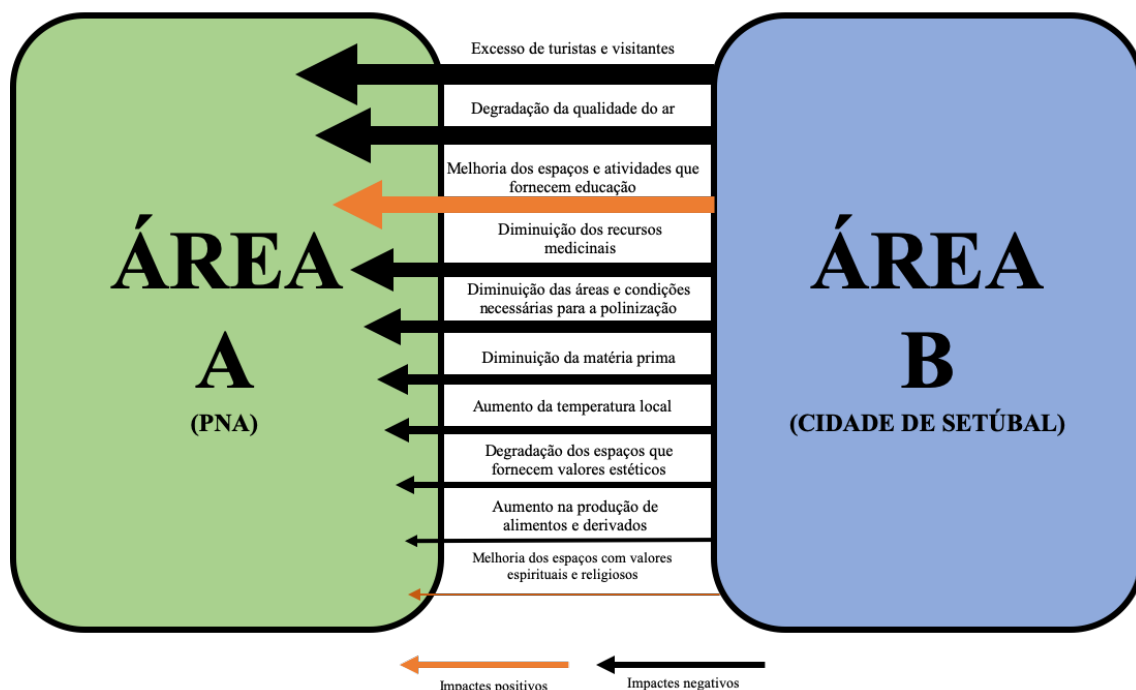 Excesso de turistas e visitantes
Degradação da qualidade do ar
Melhoria dos espaços e atividades que
fornecem educação
Diminuição dos recursos
medicinais
Diminuição das áreas e condições
necessárias para a polinização
Diminuição da matéria prima
Aumento da temperatura local
Degradação dos espaços que
fornecem valores estéticos
Aumento na produção de
alimentos e derivados
Melhoria dos espaços com valores
espirituais e religiosos
ÁREA
A
(PNA)
ÁREA
B
(CIDADE DE SETÚBAL)
Impactes positivos
Impactes negativos